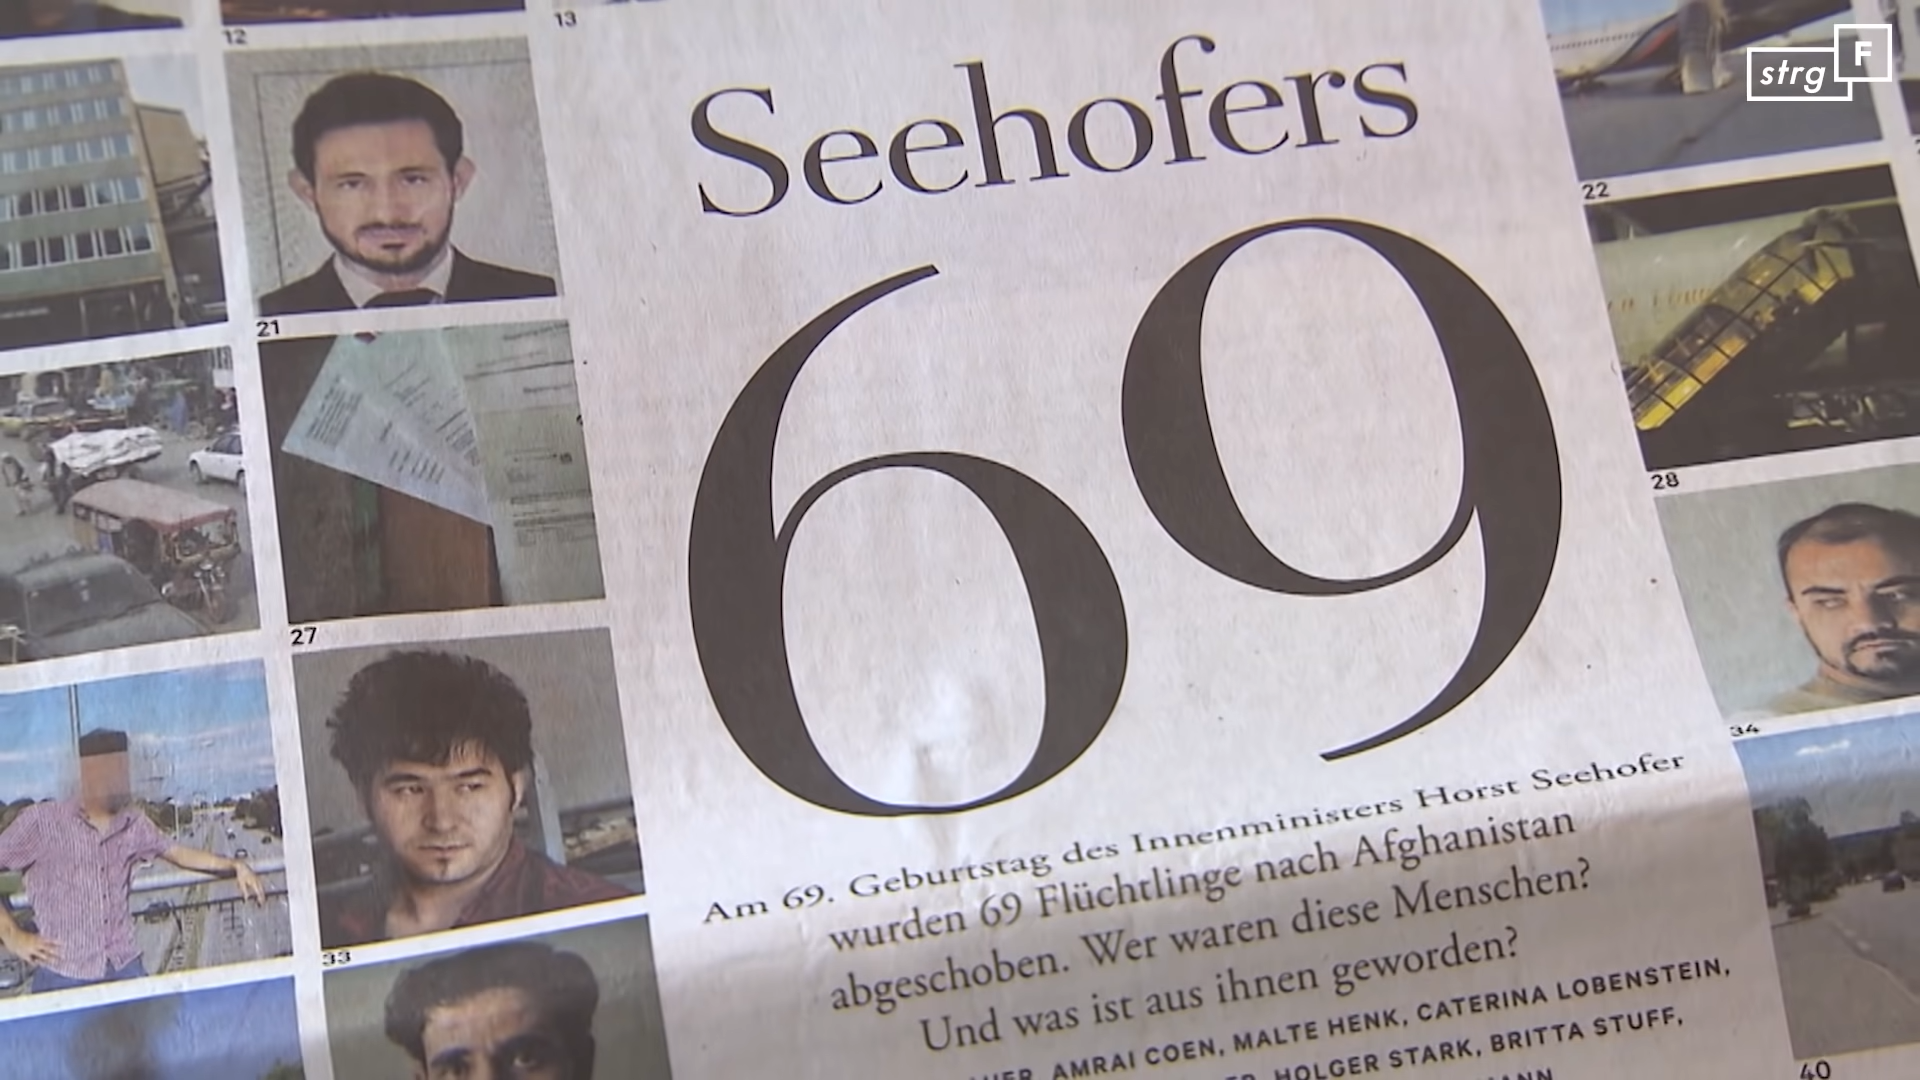 12
13
strg
F
Seehofers
21
22
69
27
28
Am 69. Geburtstag des Innenministers Horst Seehofer
wurden 69 Flüchtlinge nach Afghanistan
abgeschoben. Wer waren diese Menschen?
Und was ist aus ihnen geworden?
33
34
AMRAI COEN, MALTE HENK, CATERINA LOBENSTEIN,
HOLGER STARK, BRITTA STUFF,
40